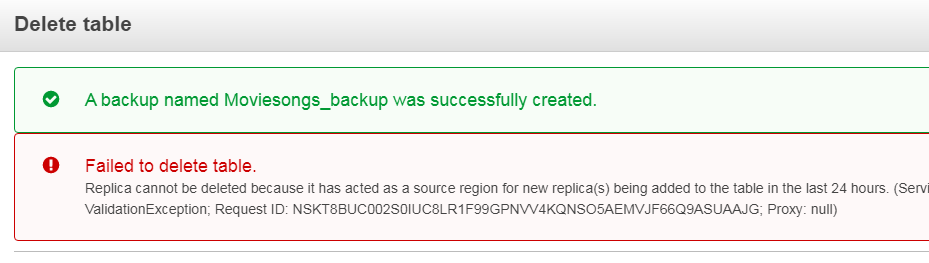 Delete table
A backup named Moviesongs_backup was successfully created.
Failed to delete table.
Replica cannot be deleted because it has acted as a source region for new replica(s) being added to the table in the last 24 hours. (Servi
ValidationException; Request ID: NSKT8BUC002S0IUC8LR1F99GPNVV4KQNSO5AEMVJF66Q9ASUAAJG; Proxy: null)